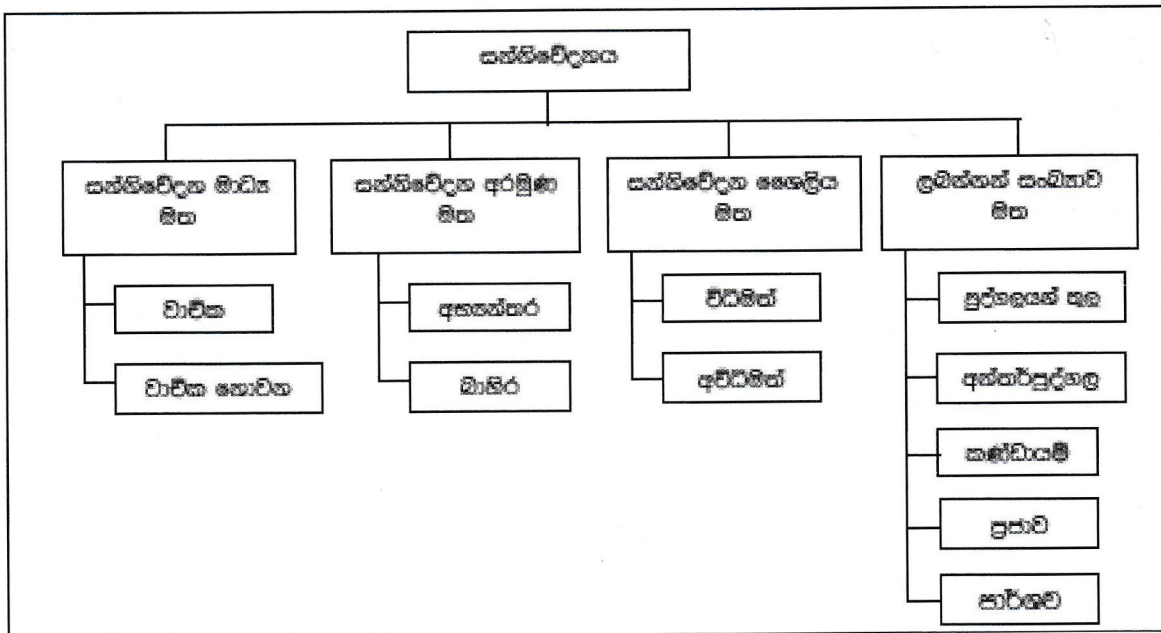 සන්නිවේදනය
සන්නිවේදන මාධ්‍ය
මත
වාචික
වාචික නොවන
සන්නිවේදන අරමුණ
මත
අභ්‍යන්තර
බාහිර
සන්නිවේදන ශෛලිය
මත
විධිමත්
අවිධිමත්
ලබන්නන් සංඛ්‍යාව
මත
පුද්ගලයන් තුල
අන්තර්පුද්ගල
කණ්ඩායම්
ප්‍රජාව
පාර්ශව